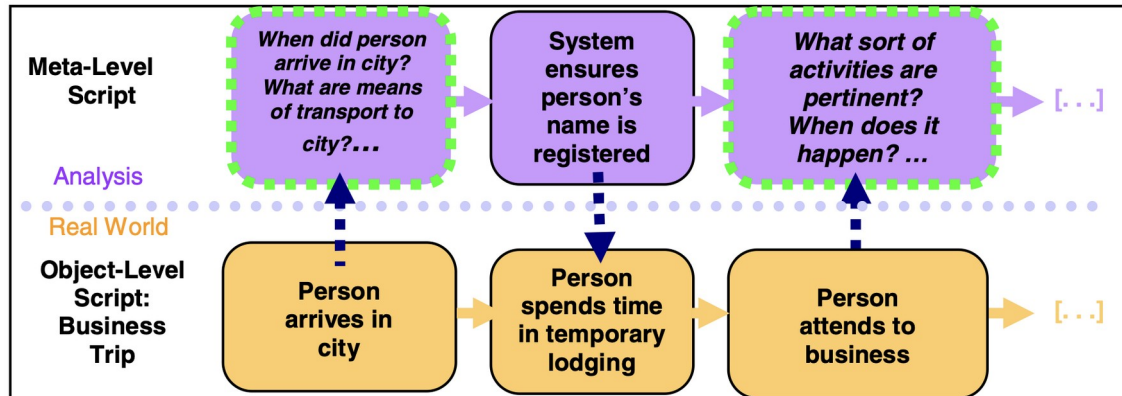 Meta-Level
Script
When did person
arrive in city?
What are means
of transport to
city?...
System
ensures
person's
name is
registered
What sort of
activities are
pertinent?
When does it
happen? ...
[...]
Analysis
Real World
Object-Level
Script:
Business
Trip
Person
arrives in
city
Person
spends time
in temporary
lodging
Person
attends to
business
[...]